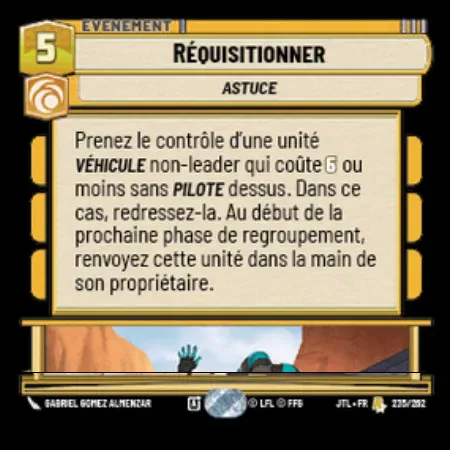 ÉVÉNEMENT
5
RÉQUISITIONNER
ASTUCE
Prenez le contrôle d'une unité
VÉHICULE non-leader qui coûte 6 ou
moins sans PILOTE dessus. Dans ce
cas, redressez-la. Au début de la
prochaine phase de regroupement,
renvoyez cette unité dans la main de
son propriétaire.
GABRIEL GOMEZ ALMENZAR
© LFL © FFG
JTL • FR
235/262